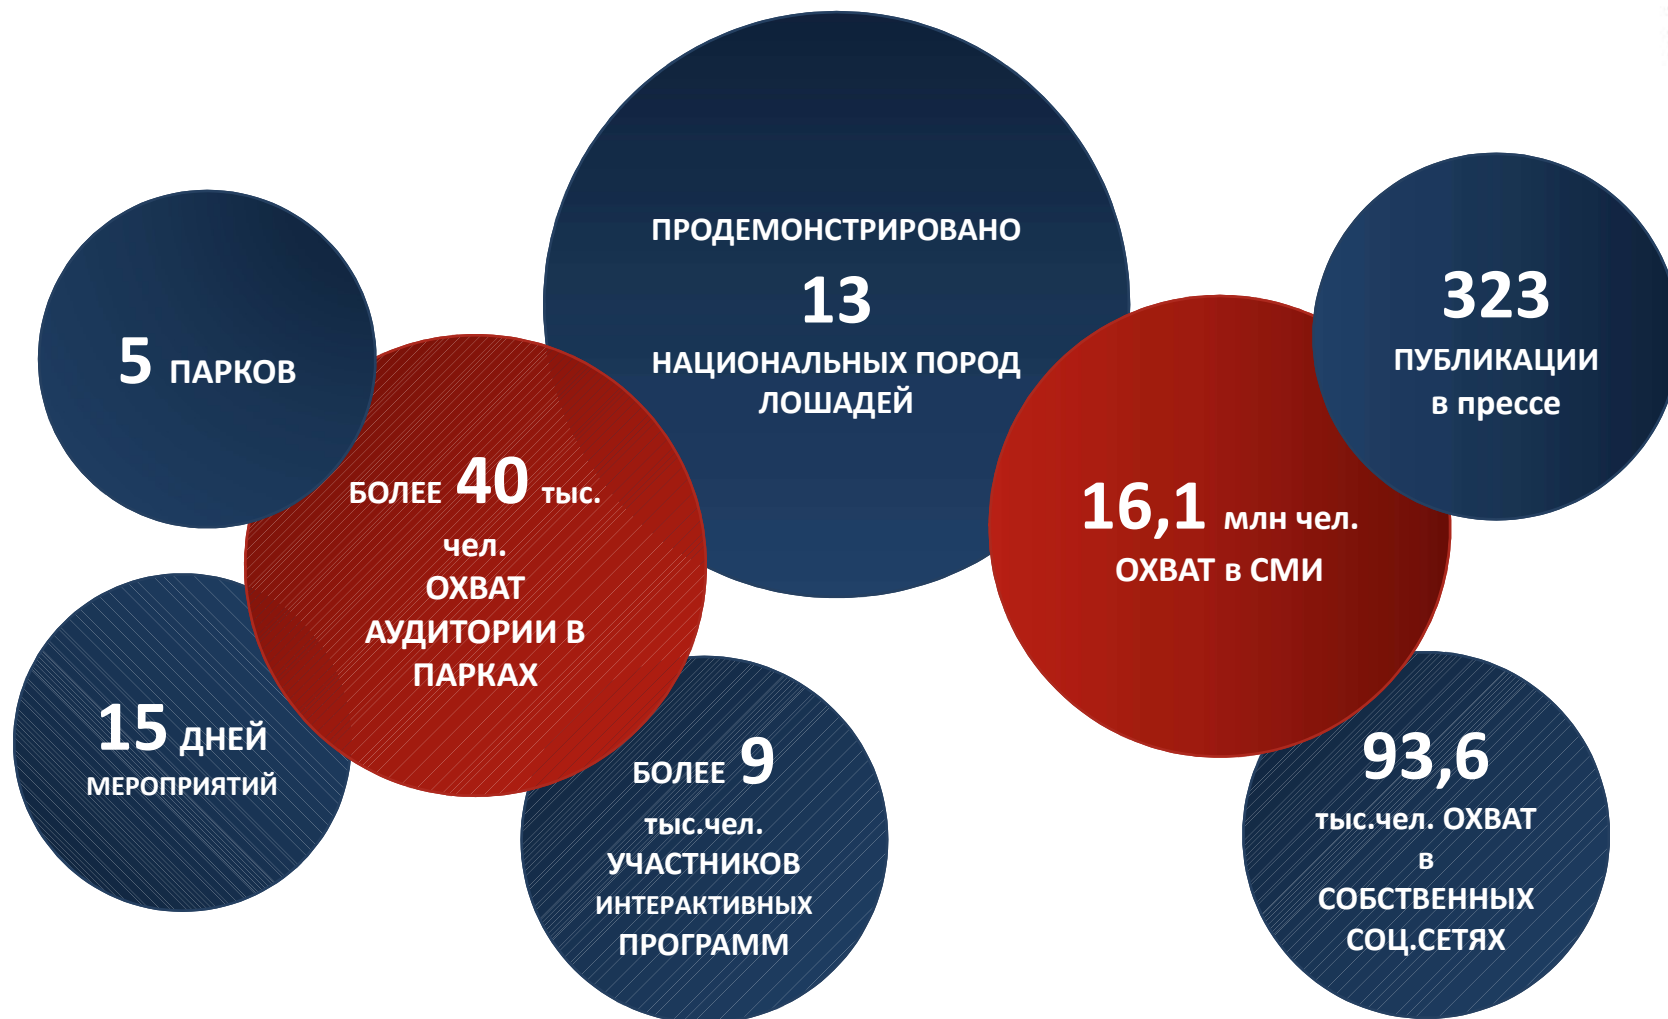 ПРОДЕМОНСТРИРОВАНО
13
НАЦИОНАЛЬНЫХ ПОРОД
ЛОШАДЕЙ
5 ПАРКОВ
БОЛЕЕ 40 тыс.
чел.
ОХВАТ
АУДИТОРИИ В
ПАРКАХ
15 ДНЕЙ
МЕРОПРИЯТИЙ
БОЛЕЕ 9
тыс.чел.
УЧАСТНИКОВ
ИНТЕРАКТИВНЫХ
ПРОГРАММ
323
ПУБЛИКАЦИИ
в прессе
16,1 млн чел.
ОХВАТ в СМИ
93,6
тыс.чел. ОХВАТ
в
СОБСТВЕННЫХ
СОЦ.СЕТЯХ